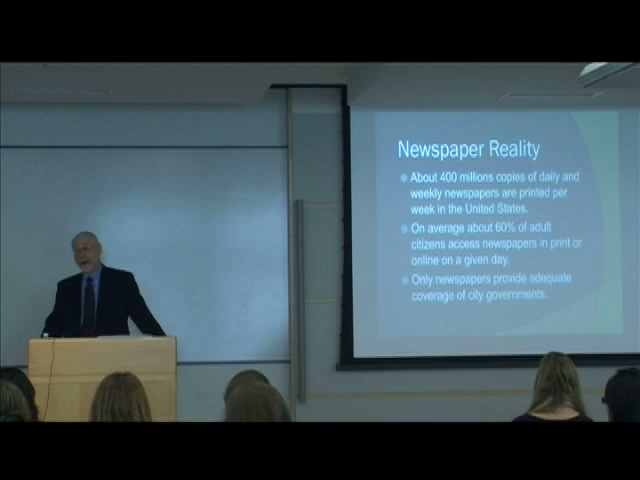 Newspaper Reality
About 400 millions copies of daily and
weekly newspapers are printed per
week in the United States.
On average about 60% of adult
citizens access newspapers in print or
online on a given day.
Only newspapers provide adequate
coverage of city governments.